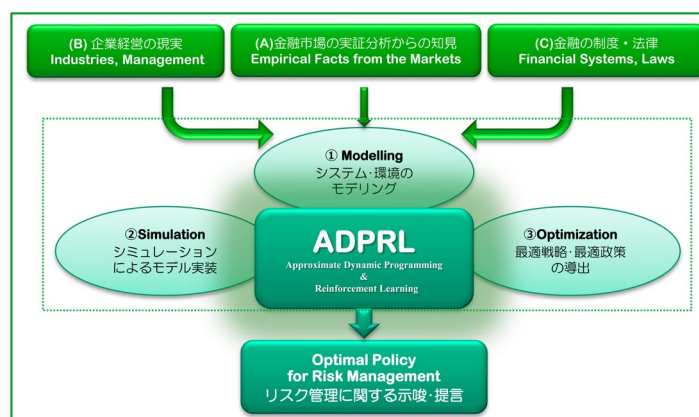 (B) 企業経営の現実
Industries, Management
(A)金融市場の実証分析からの知見
Empirical Facts from the Markets
(C)金融の制度・法律
Financial Systems, Laws
① Modelling
システム・環境の
モデリング
②Simulation
シミュレーション
によるモデル実装
ADPRL
Approximate Dynamic Programming
&
Reinforcement Learning
③Optimization
最適戦略・最適政策
の導出
Optimal Policy
for Risk Management
リスク管理に関する示唆・提言